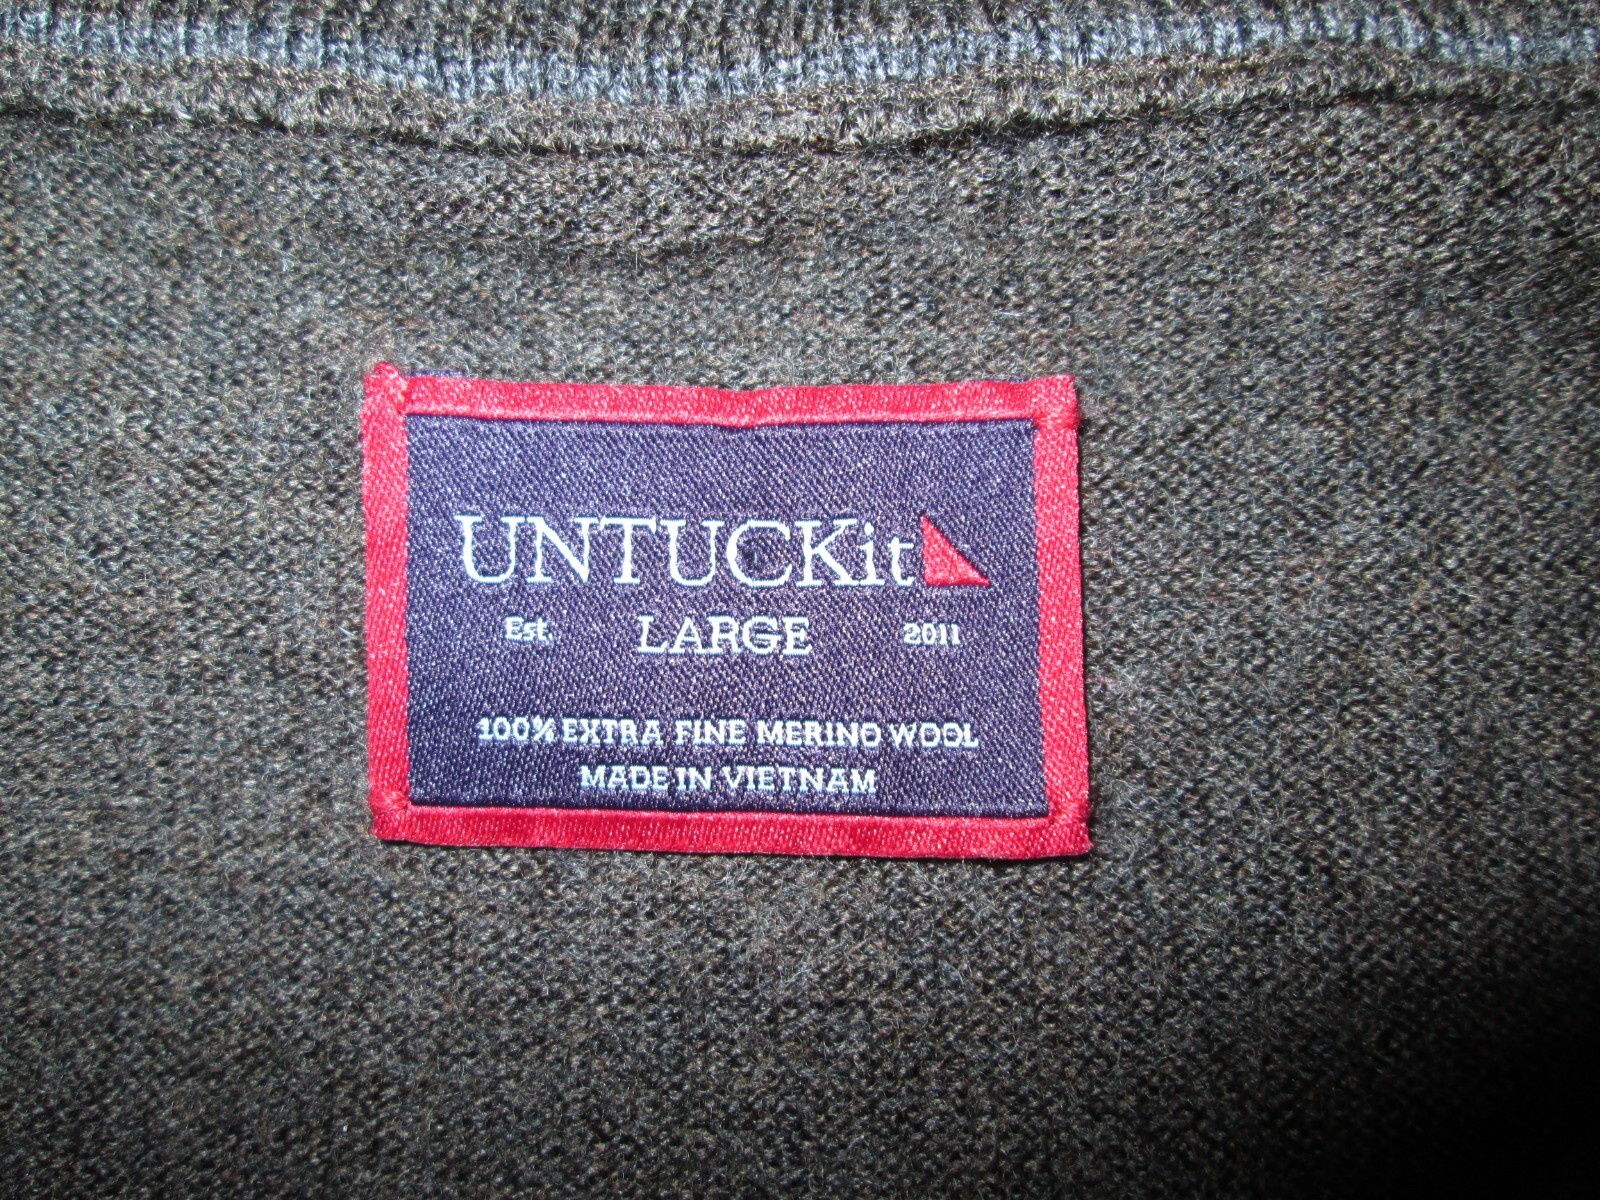 UNTUCKit
Est. LARGE 2011
100% EXTRA FINE MERINO WOOL
MADE IN VIETNAM